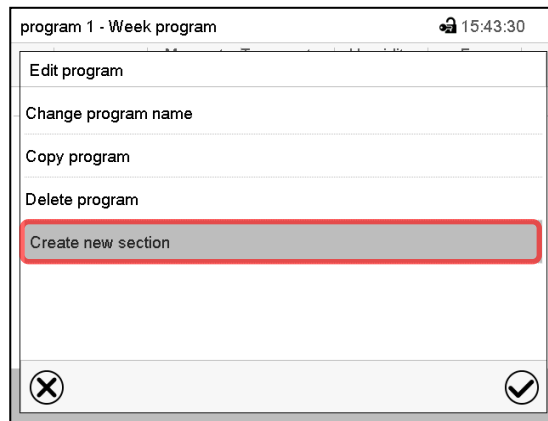 program 1 - Week program 15:43:30
Edit program
Change program name
Copy program
Delete program
Create new section